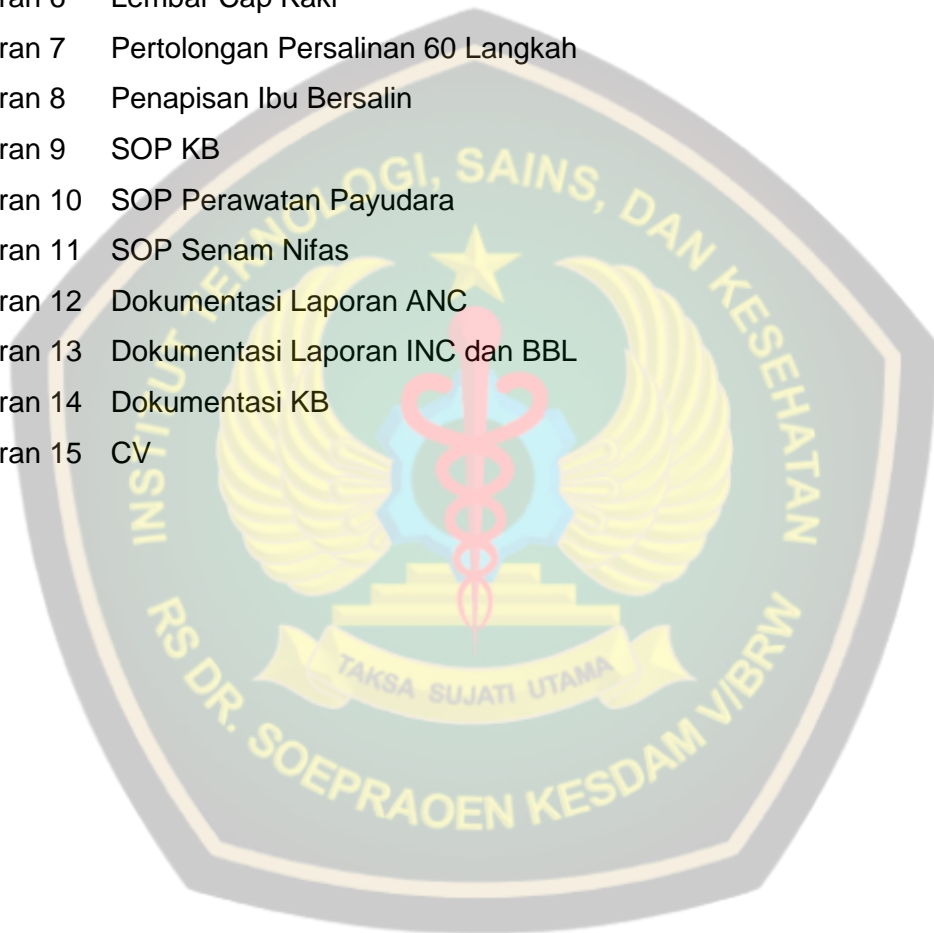 ran 6 Lembar Cap Kaki
ran 7 Pertolongan Persalinan 60 Langkah
ran 8 Penapisan Ibu Bersalin
ran 9 SOP KB
ran 10 SOP Perawatan Payudara
ran 11 SOP Senam Nifas
ran 12 Dokumentasi Laporan ANC
ran 13 Dokumentasi Laporan INC dan BBL
ran 14 Dokumentasi KB
ran 15 CV
INSTITUT TEKNOLOGI, SAINS, DAN KESEHATAN
TAKSA SUJATI UTAMA
RS DR. SOEPRAOEN KESDAM V/BRW